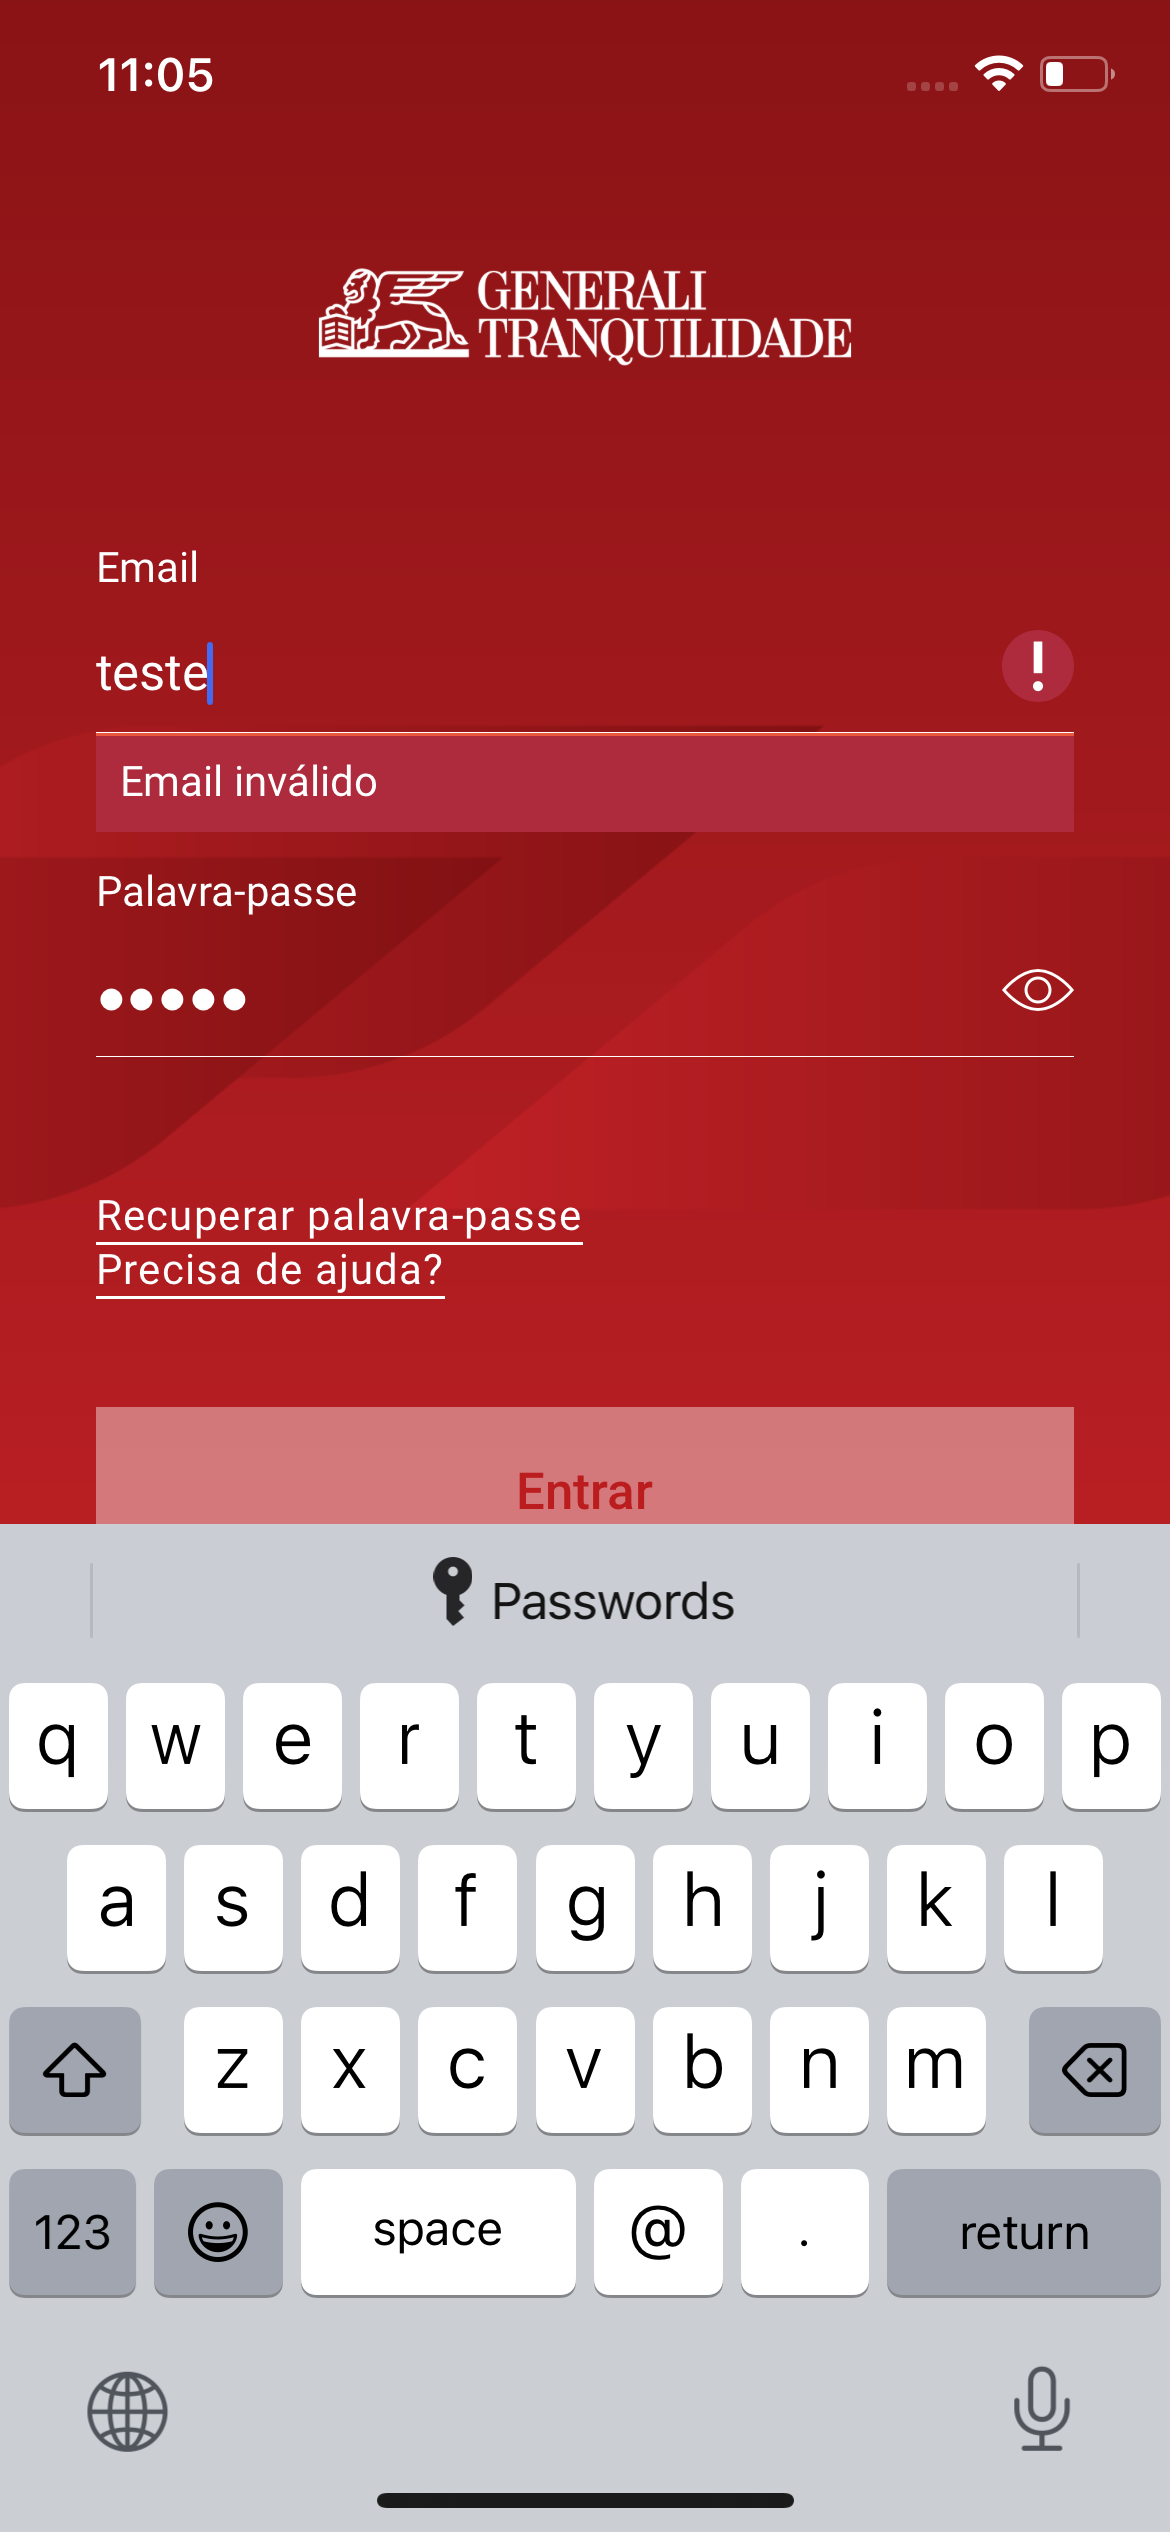 11:05
GENERALI
TRANQUILIDADE
Email
teste
Email inválido
Palavra-passe
Recuperar palavra-passe
Precisa de ajuda?
Entrar
Passwords
q w e r t y u i o p
a s d f g h j k l
z x c v b n m
123 space @ . return